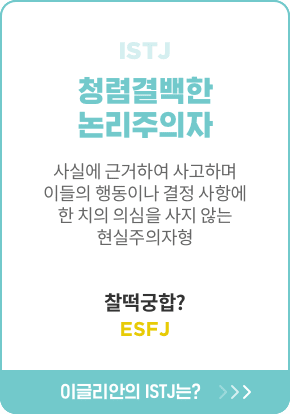 ISTJ
청렴결백한
논리주의자
사실에 근거하여 사고하며
이들의 행동이나 결정 사항에
한 치의 의심을 사지 않는
현실주의자형
찰떡궁합?
ESFJ
이글리안의 ISTJ는? >>>